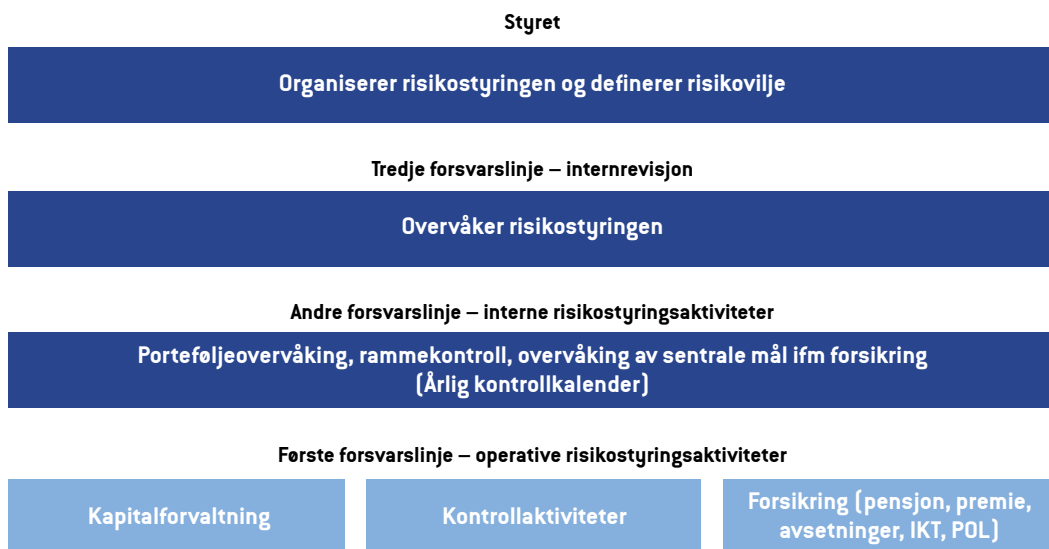 Styret
Organiserer risikostyringen og definerer risikovilje
Tredje forsvarslinje – internrevisjon
Overvåker risikostyringen
Andre forsvarslinje – interne risikostyringsaktiviteter
Porteføljeovervåking, rammekontroll, overvåking av sentrale mål ifm forsikring
(Årlig kontrollkalender)
Første forsvarslinje – operative risikostyringsaktiviteter
Kapitalforvaltning
Kontrollaktiviteter
Forsikring (pensjon, premie,
avsetninger, IKT, POL)